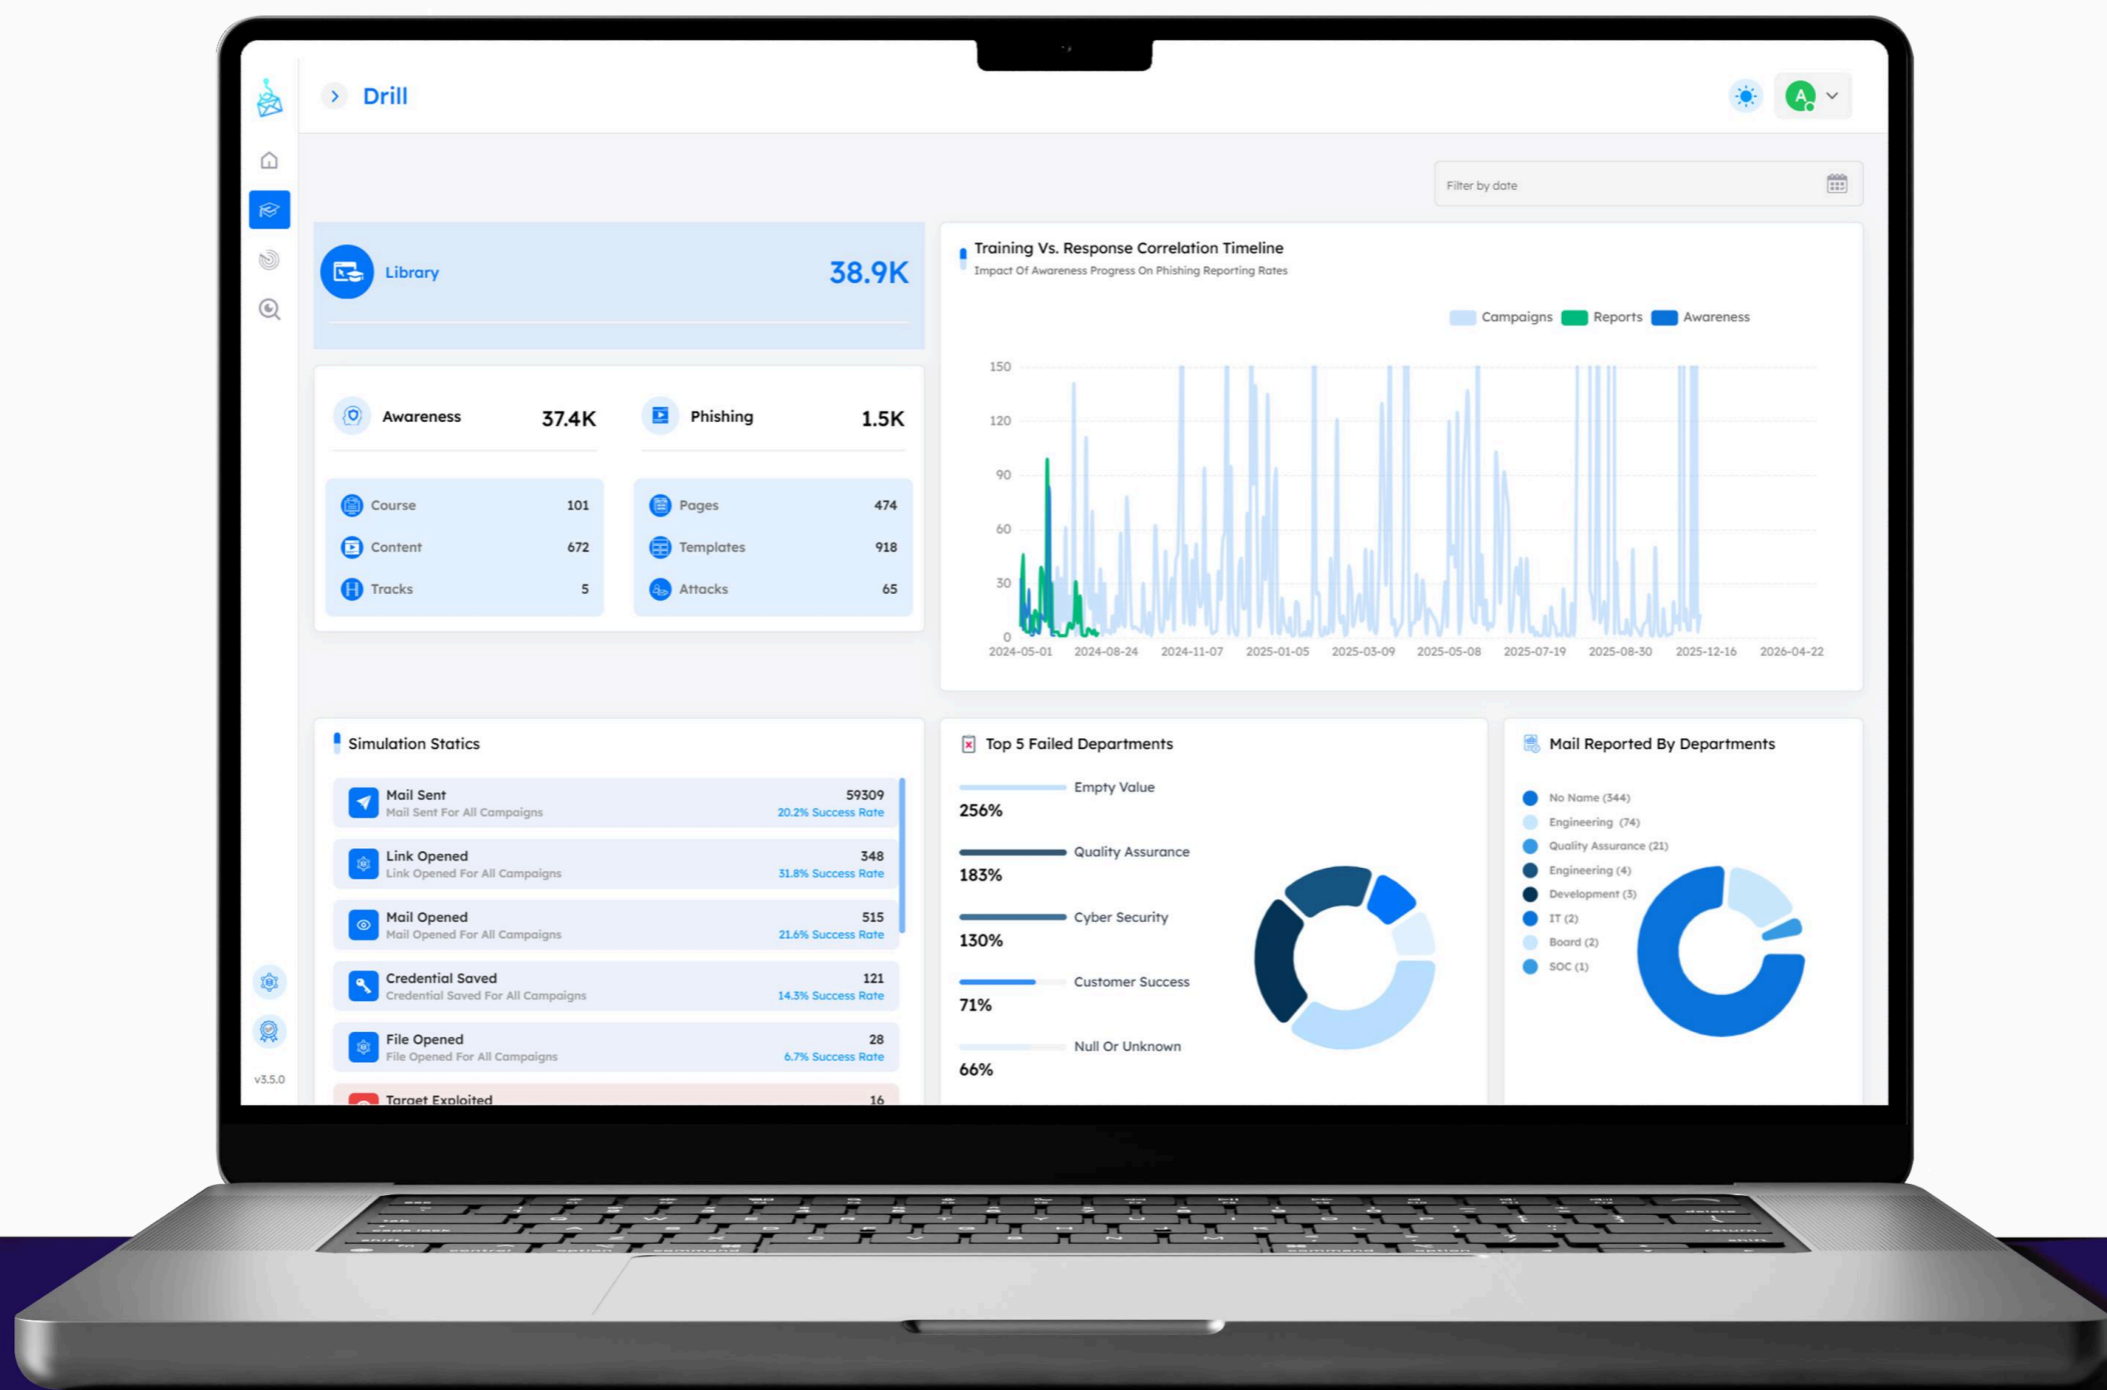 Drill
A
Filter by date
Library
38.9K
Awareness
37.4K
Phishing
1.5K
Course
101
Content
672
Tracks
5
Pages
474
Templates
918
Attacks
65
Training Vs. Response Correlation Timeline
Impact Of Awareness Progress On Phishing Reporting Rates
Campaigns
Reports
Awareness
150
120
90
60
30
0
2024-05-01
2024-08-24
2024-11-07
2025-01-05
2025-03-09
2025-05-08
2025-07-19
2025-08-30
2025-12-16
2026-04-22
Simulation Statics
Mail Sent
59309
Mail Sent For All Campaigns
20.2% Success Rate
Link Opened
348
Link Opened For All Campaigns
31.8% Success Rate
Mail Opened
515
Mail Opened For All Campaigns
21.6% Success Rate
Credential Saved
121
Credential Saved For All Campaigns
14.3% Success Rate
File Opened
28
File Opened For All Campaigns
6.7% Success Rate
Target Exploited
16
Top 5 Failed Departments
Empty Value
256%
Quality Assurance
183%
Cyber Security
130%
Customer Success
71%
Null Or Unknown
66%
Mail Reported By Departments
No Name (344)
Engineering (74)
Quality Assurance (21)
Engineering (4)
Development (3)
IT (2)
Board (2)
SOC (1)
v3.5.0